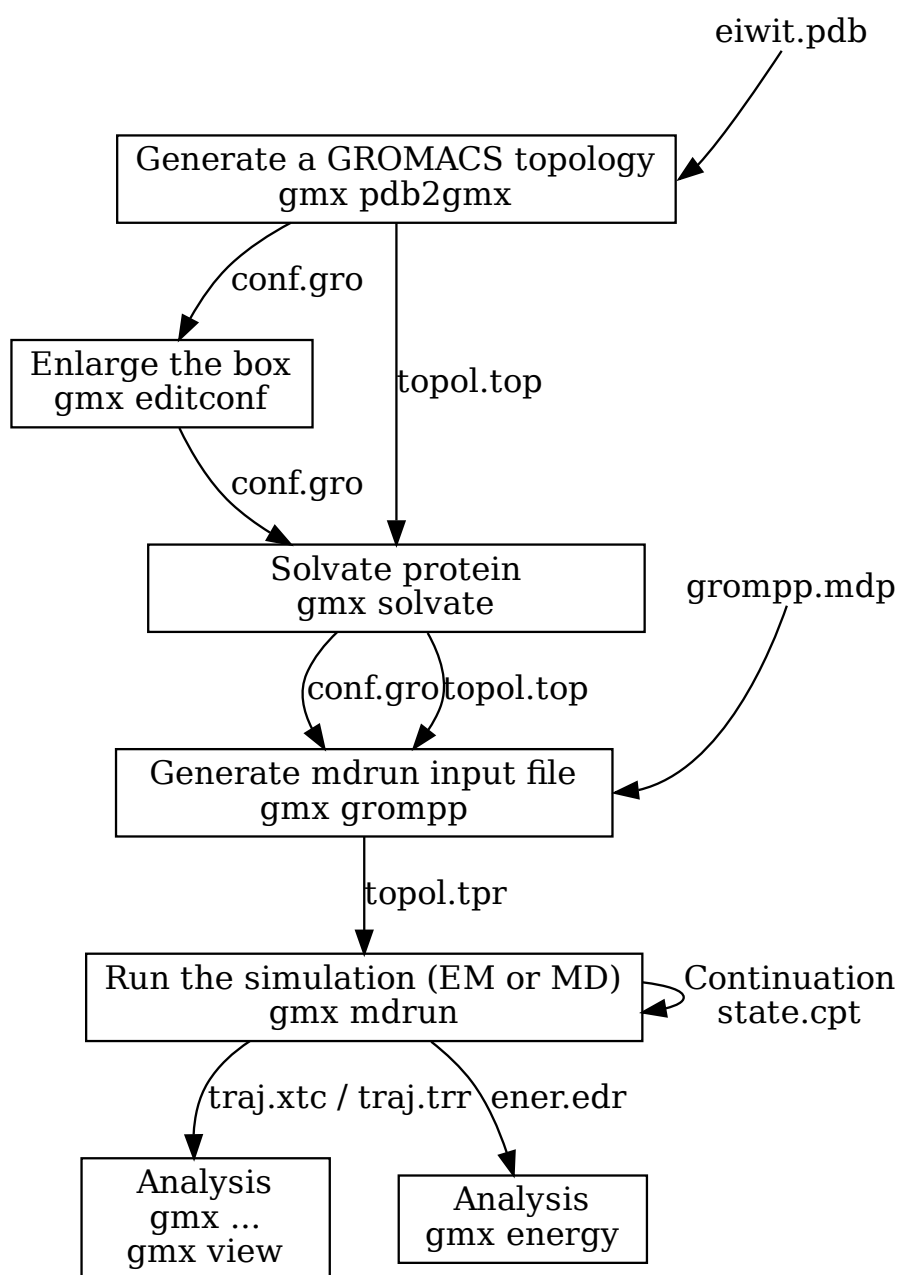 eiwit.pdb
Generate a GROMACS topology
gmx pdb2gmx
conf.gro
Enlarge the box
gmx editconf
topol.top
conf.gro
Solvate protein
gmx solvate
grompp.mdp
conf.gro
topol.top
Generate mdrun input file
gmx grompp
topol.tpr
Run the simulation (EM or MD)
gmx mdrun
Continuation
state.cpt
traj.xtc / traj.trr
ener.edr
Analysis
gmx ...
gmx view
Analysis
gmx energy